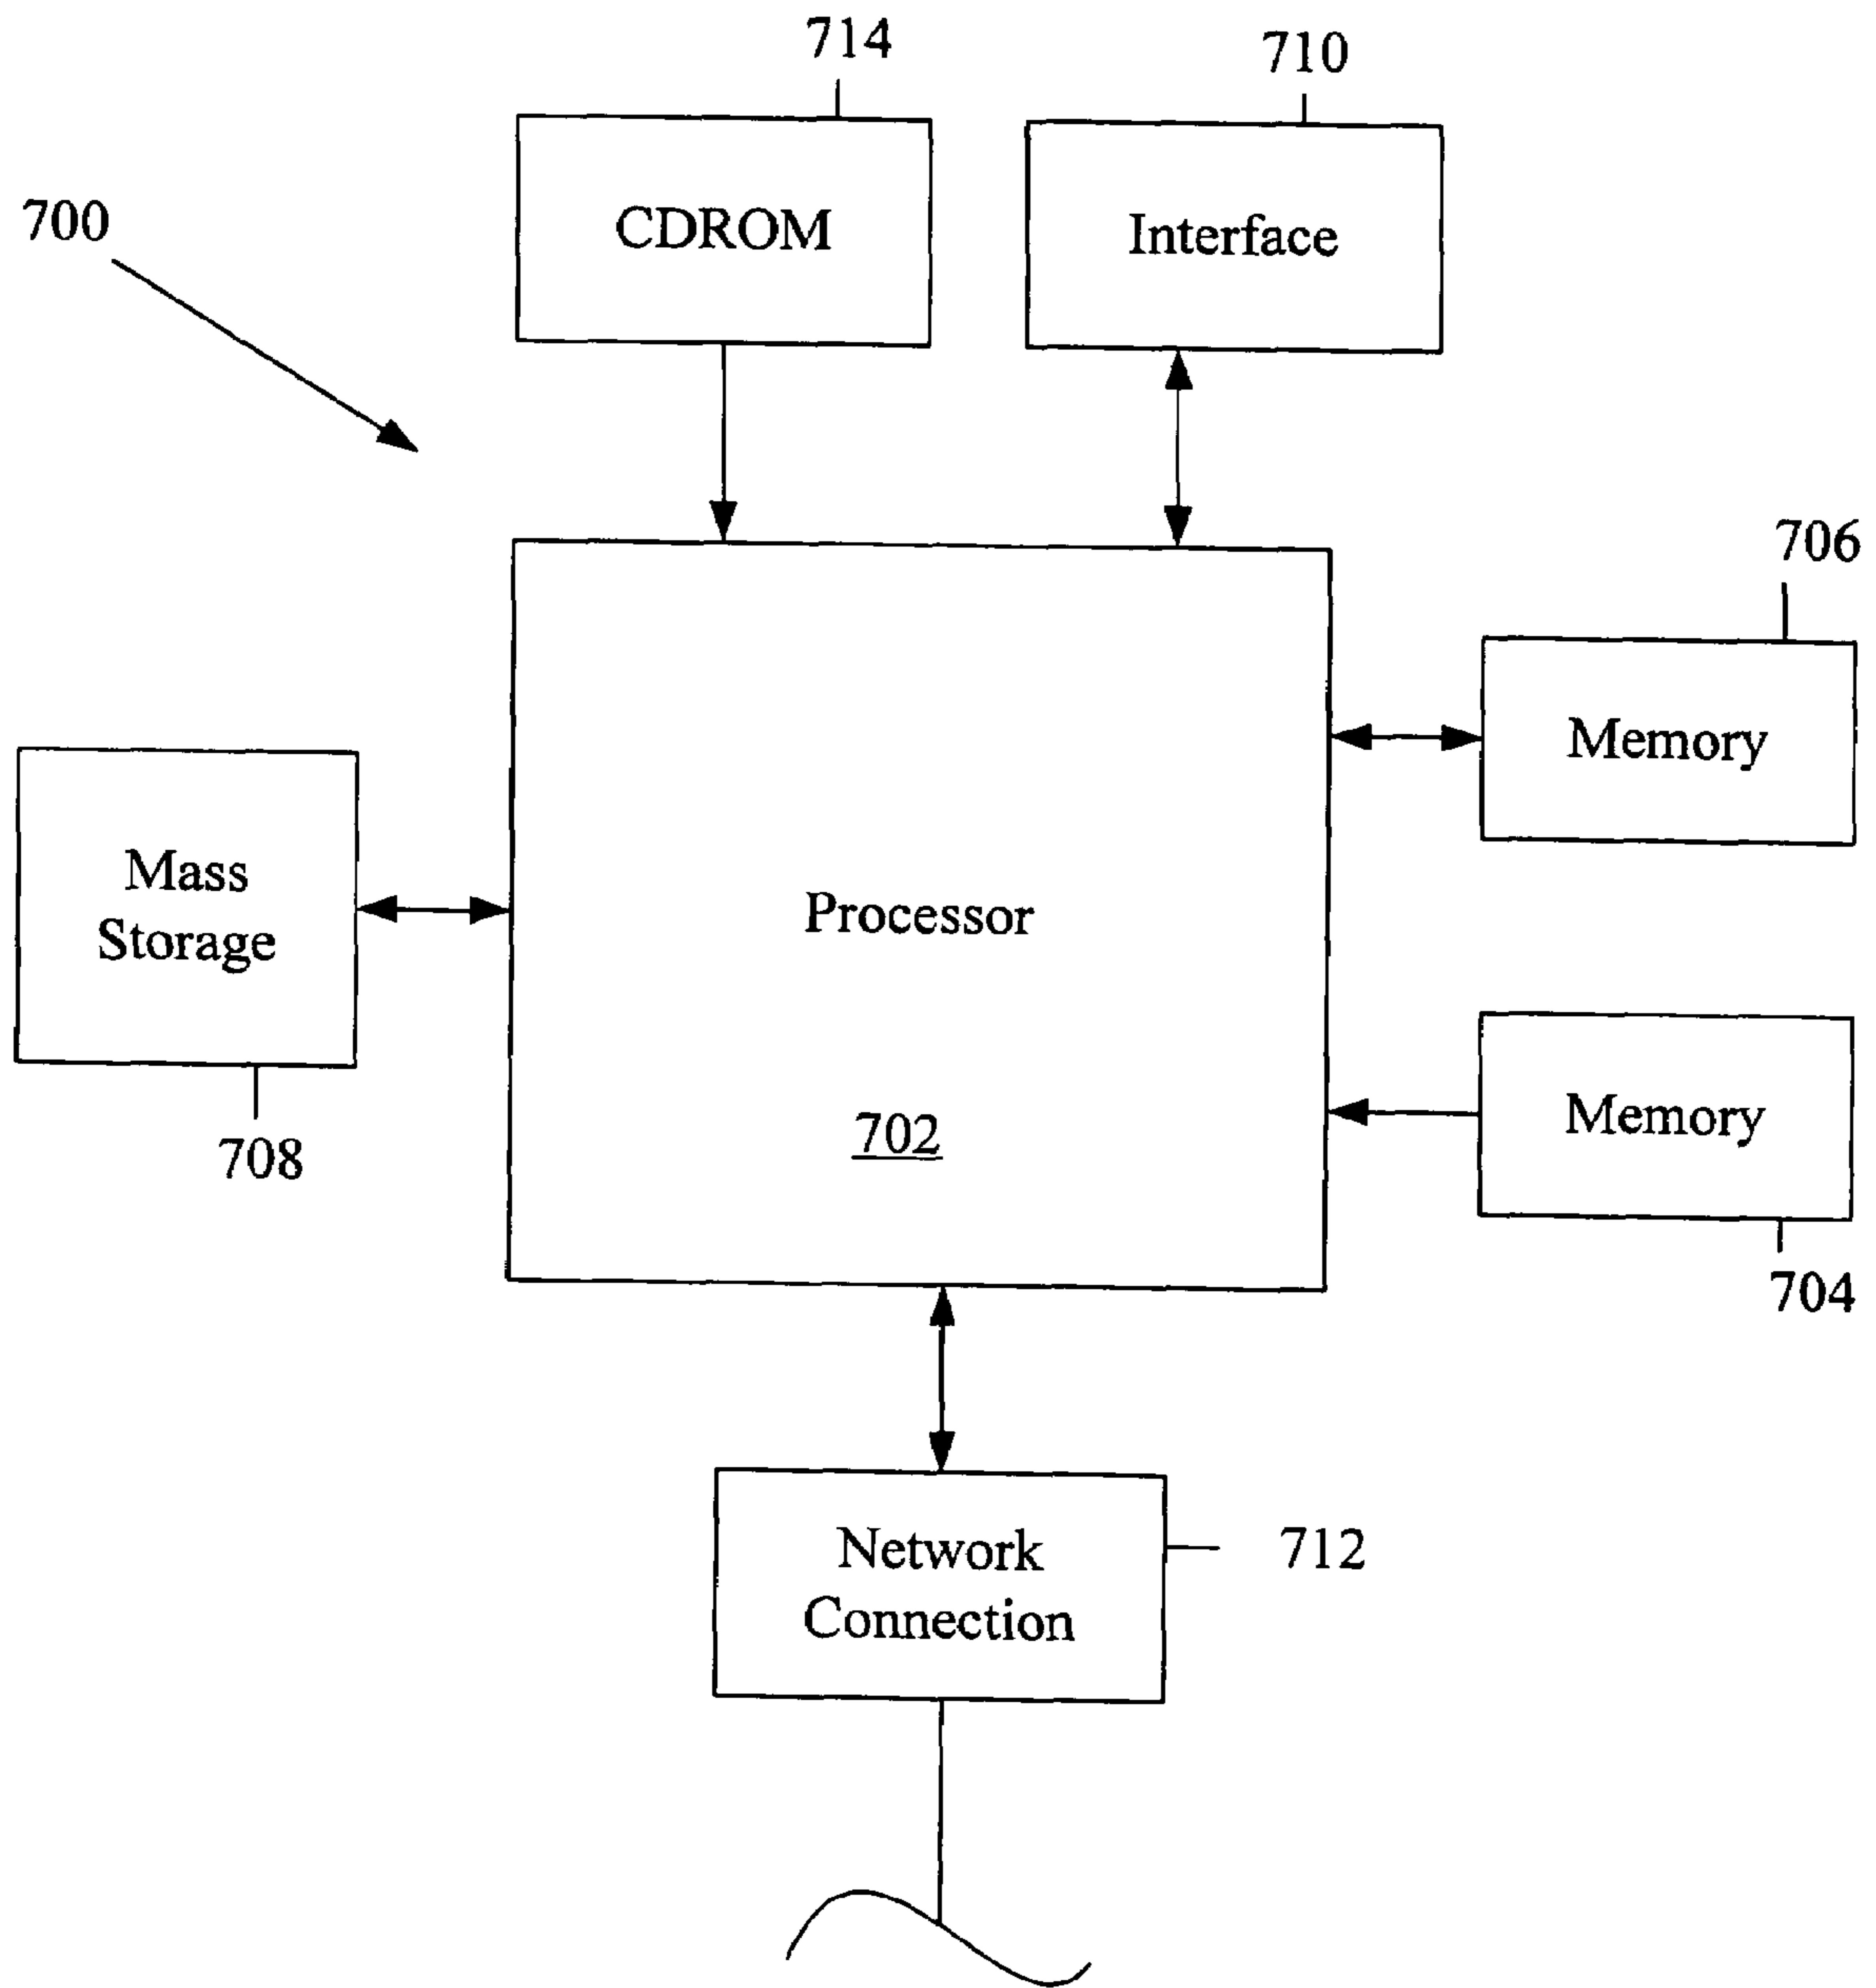 714
710
700
CDROM
Interface
706
Memory
Mass
Storage
Processor
Memory
702
708
704
Network
Connection
712